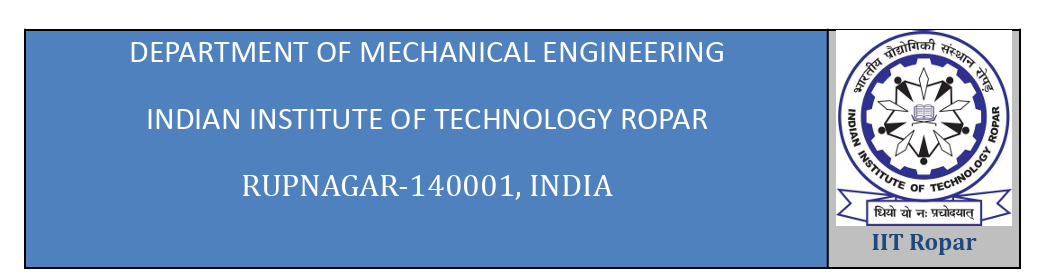 DEPARTMENT OF MECHANICAL ENGINEERING
INDIAN INSTITUTE OF TECHNOLOGY ROPAR
RUPNAGAR-140001, INDIA
भारतीय प्रौद्योगिकी संस्थान रोपड़
INDIAN INSTITUTE OF TECHNOLOGY ROPAR
धियो यो नः प्रचोदयात्
IIT Ropar